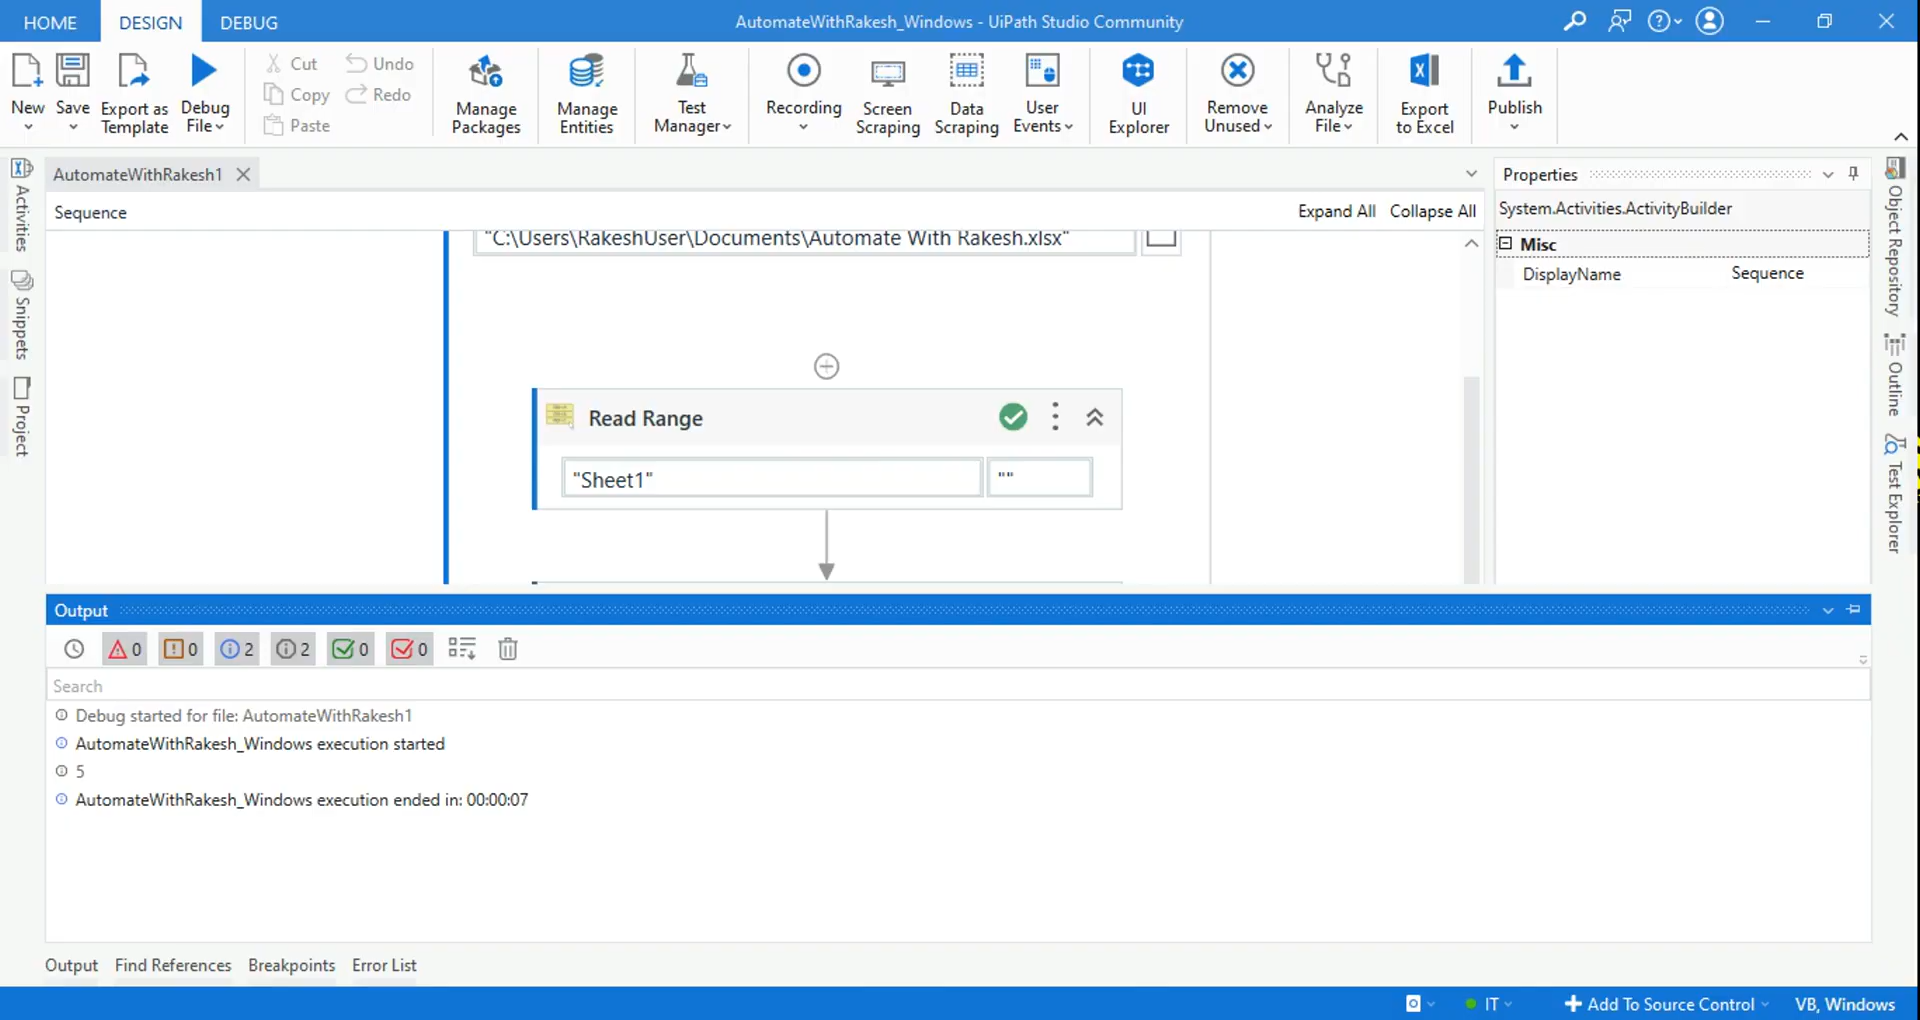 HOME DESIGN DEBUG AutomateWithRakesh_Windows - UiPath Studio Community
New Save Export as Template Debug File Cut Copy Paste Undo Redo Manage Packages Manage Entities Test Manager Recording Screen Scraping Data Scraping User Events UI Explorer Remove Unused Analyze File Export to Excel Publish
AutomateWithRakesh1
Sequence Expand All Collapse All
"C:\Users\RakeshUser\Documents\Automate With Rakesh.xlsx"
Read Range
"Sheet1" ""
Properties
System.Activities.ActivityBuilder
Misc
DisplayName Sequence
Activities
Snippets
Project
Object Repository
Outline
Test Explorer
Output
0 0 2 2 0 0
Search
Debug started for file: AutomateWithRakesh1
AutomateWithRakesh_Windows execution started
5
AutomateWithRakesh_Windows execution ended in: 00:00:07
Output Find References Breakpoints Error List
IT Add To Source Control VB, Windows